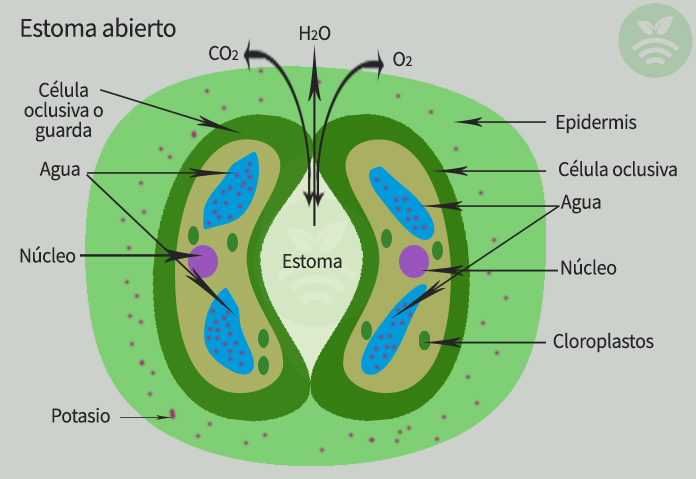 Estoma abierto
CO2
H2O
O2
Célula
oclusiva o
guarda
Agua
Núcleo
Potasio
Estoma
Epidermis
Célula oclusiva
Agua
Núcleo
Cloroplastos